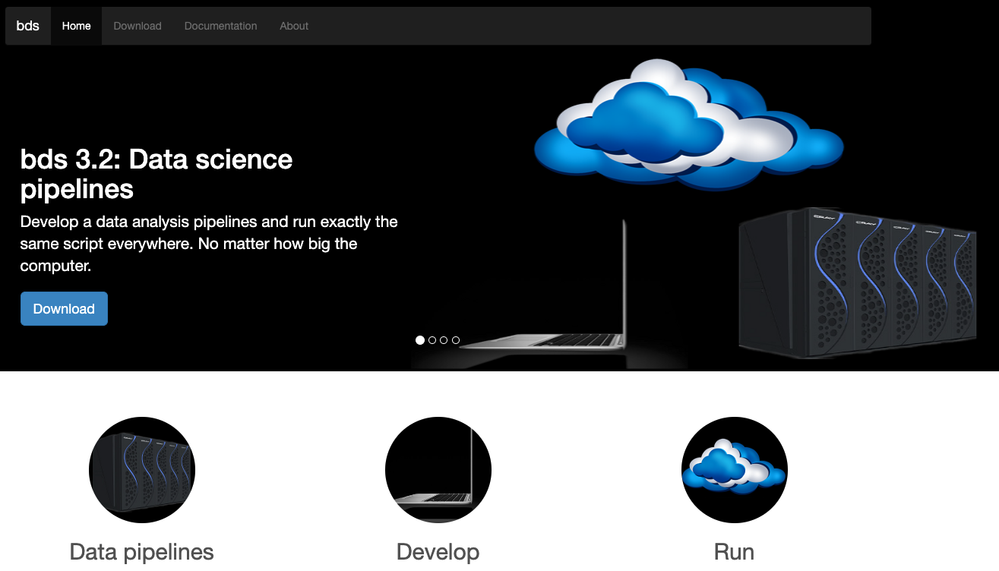 bds Home Download Documentation About
bds 3.2: Data science
pipelines
Develop a data analysis pipelines and run exactly the
same script everywhere. No matter how big the
computer.
Download
Data pipelines Develop Run